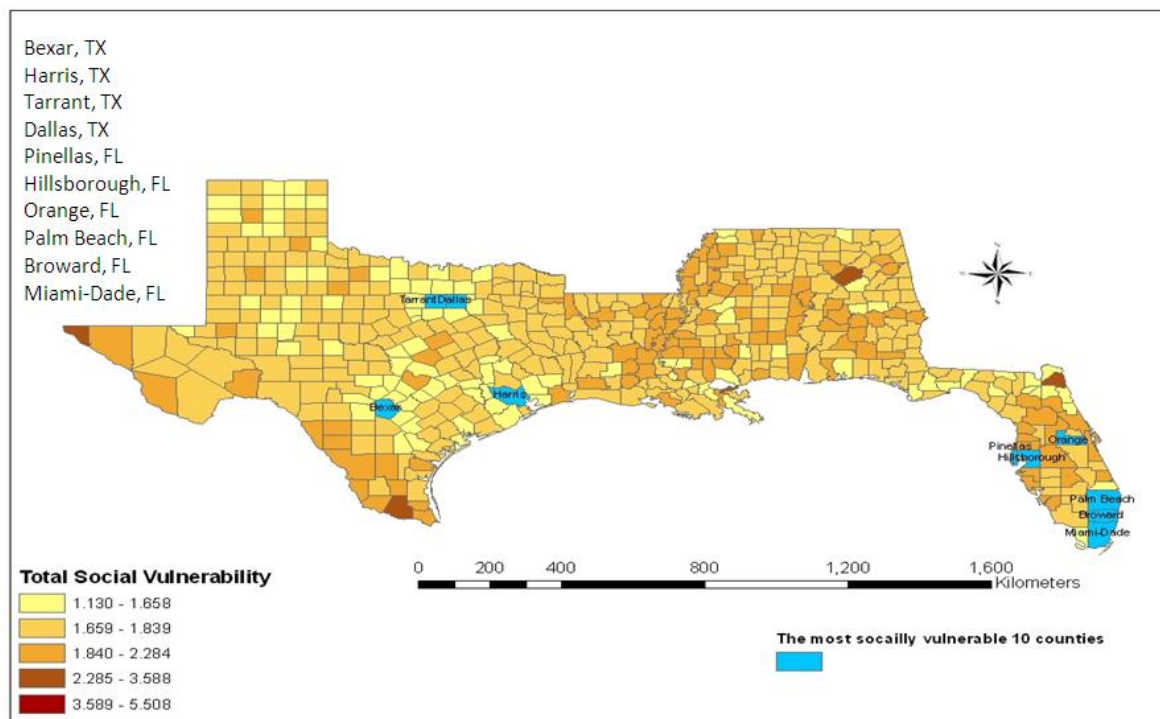 Bexar, TX
Harris, TX
Tarrant, TX
Dallas, TX
Pinellas, FL
Hillsborough, FL
Orange, FL
Palm Beach, FL
Broward, FL
Miami-Dade, FL
Tarrant Dallas
Harris
Bexar
Orange
Pinellas
Hillsborough
Palm Beach
Broward
Miami-Dade
0 200 400 800 1,200 1,600
Kilometers
Total Social Vulnerability
1.130 - 1.658
1.659 - 1.839
1.840 - 2.284
2.285 - 3.588
3.589 - 5.508
The most socailly vulnerable 10 counties